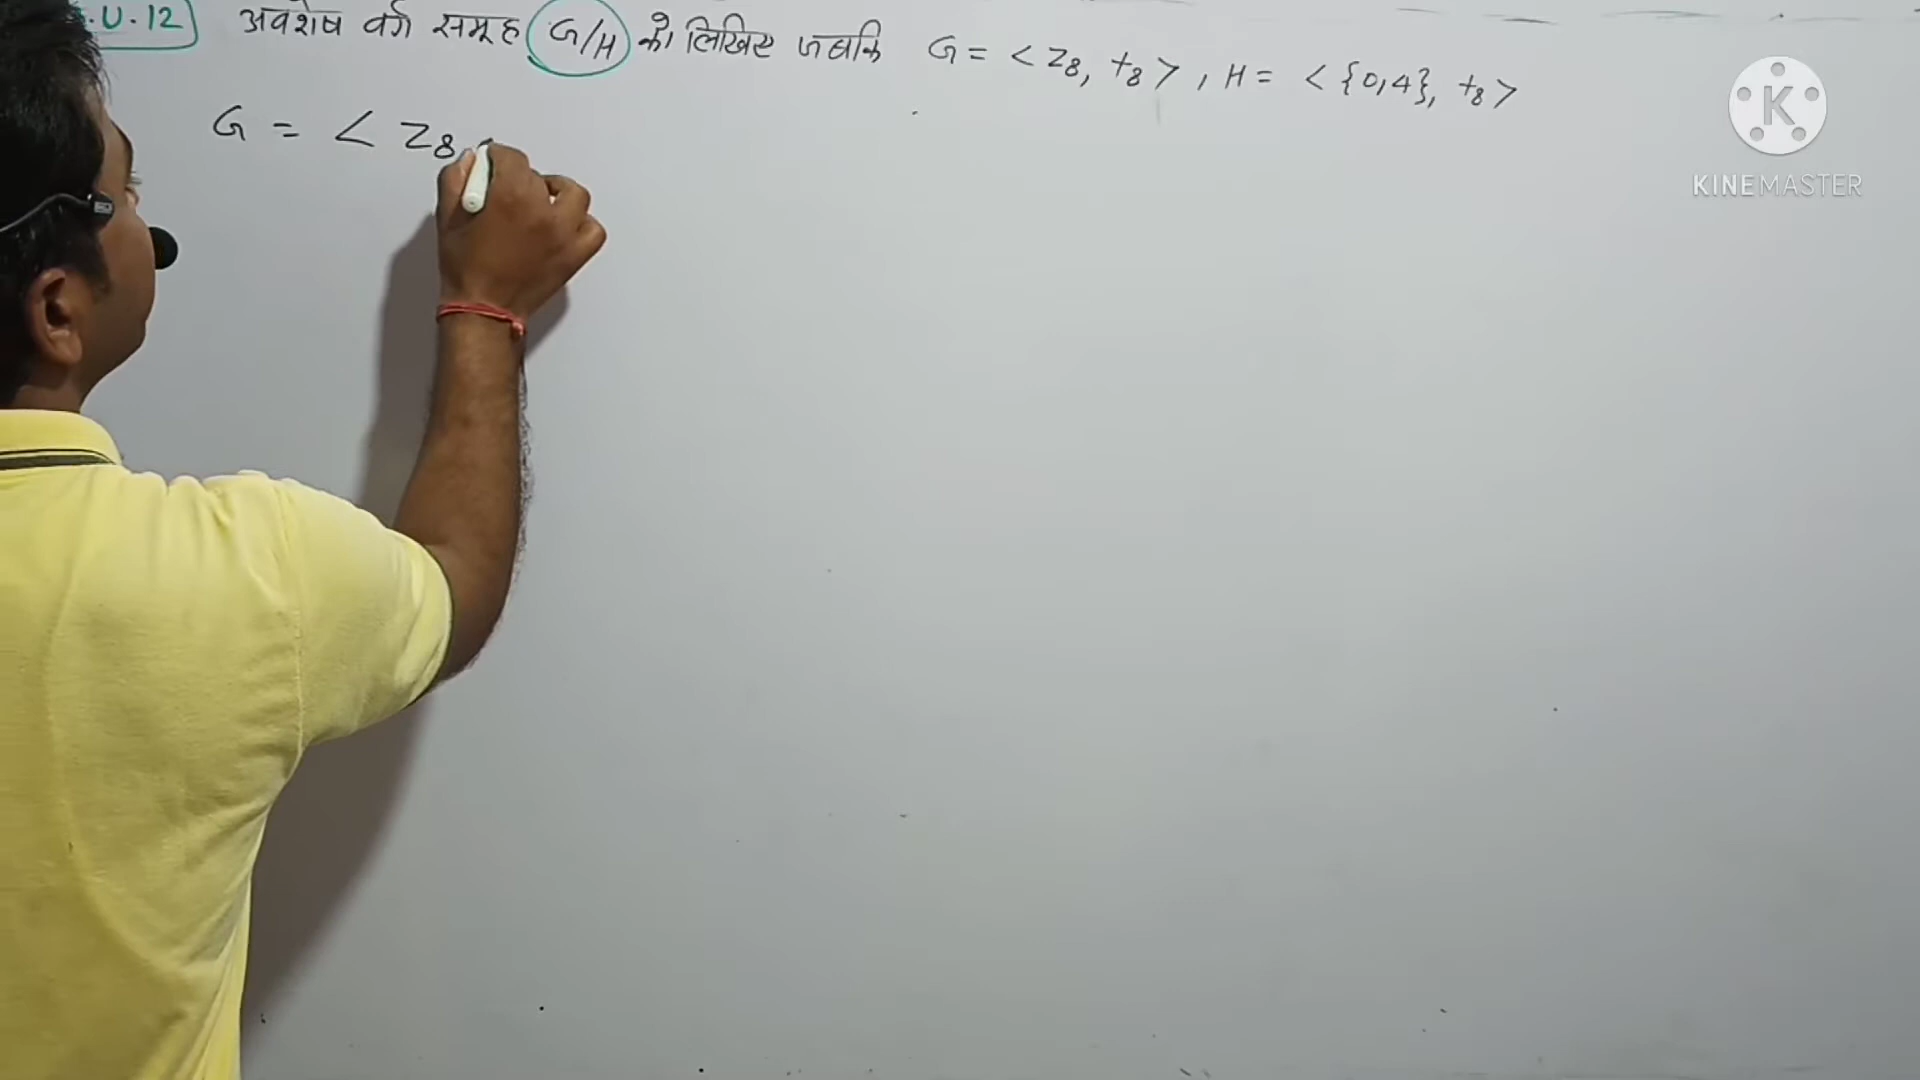 .U.12 अवशेष वर्ग समूह G/H को लिखिए जबकि G = < Z₈, +₈ > , H = < {0,4}, +₈ >
G = < Z₈
KINEMASTER